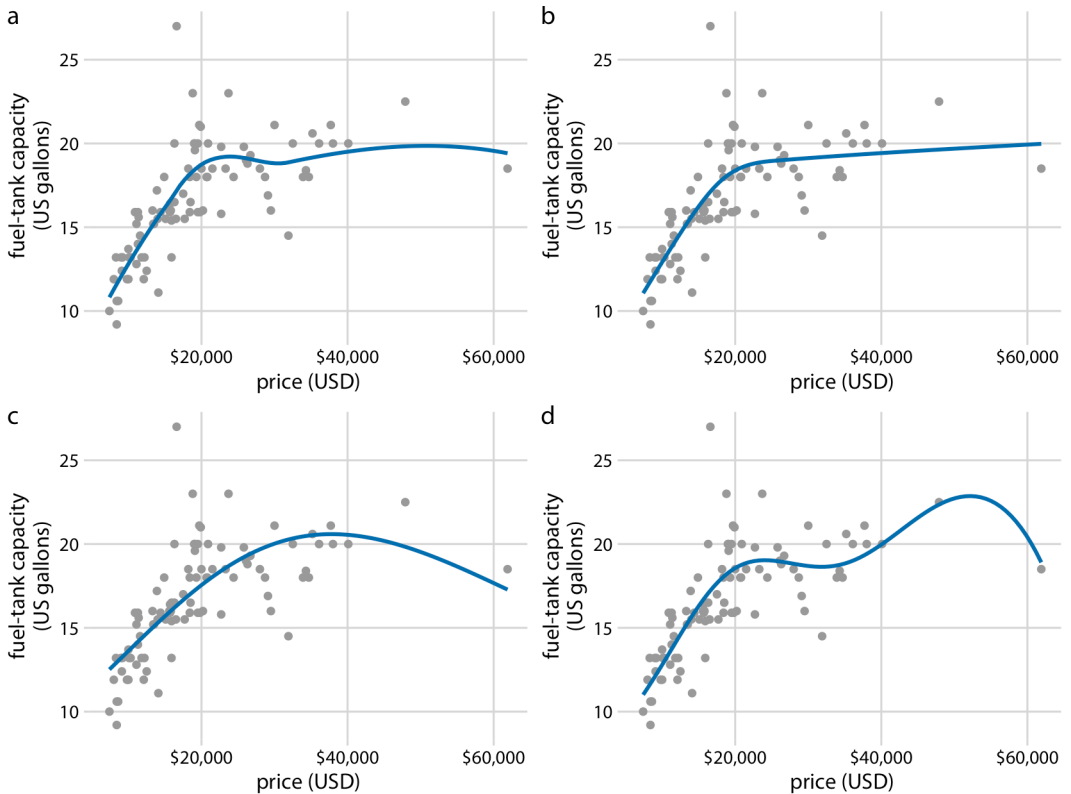 a
25
20
15
10
fuel-tank capacity
(US gallons)
$20,000 $40,000 $60,000
price (USD)
b
25
20
15
10
fuel-tank capacity
(US gallons)
$20,000 $40,000 $60,000
price (USD)
c
25
20
15
10
fuel-tank capacity
(US gallons)
$20,000 $40,000 $60,000
price (USD)
d
25
20
15
10
fuel-tank capacity
(US gallons)
$20,000 $40,000 $60,000
price (USD)